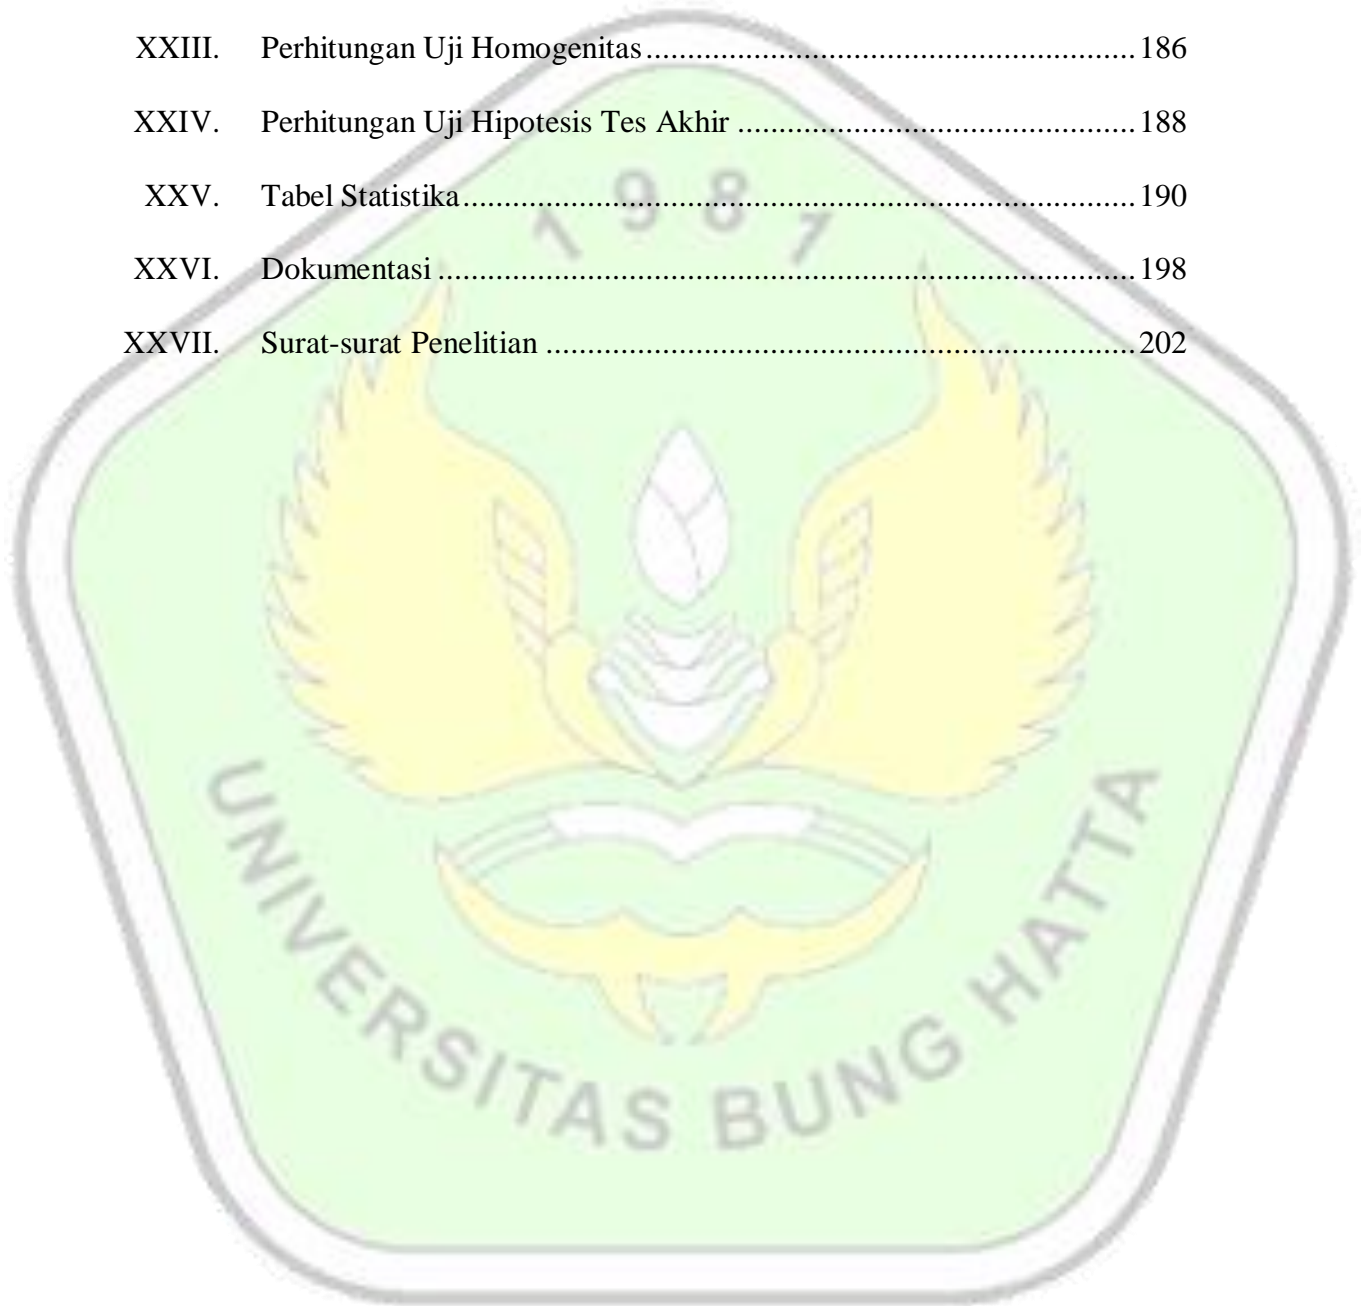 XXIII. Perhitungan Uji Homogenitas............................................................186
XXIV. Perhitungan Uji Hipotesis Tes Akhir ................................................188
XXV. Tabel Statistika..................................................................................190
XXVI. Dokumentasi .....................................................................................198
XXVII. Surat-surat Penelitian ........................................................................202
1981
UNIVERSITAS BUNG HATTA